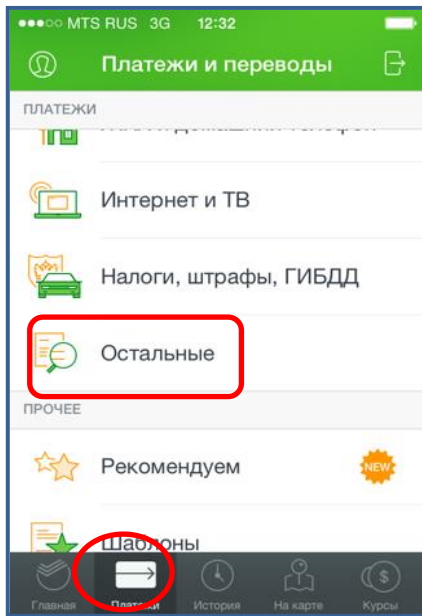 MTS RUS 3G 12:32
Платежи и переводы
ПЛАТЕЖИ
Интернет и ТВ
Налоги, штрафы, ГИБДД
Остальные
ПРОЧЕЕ
Рекомендуем NEW
Шаблоны
Главная Платежи История На карте Курсы